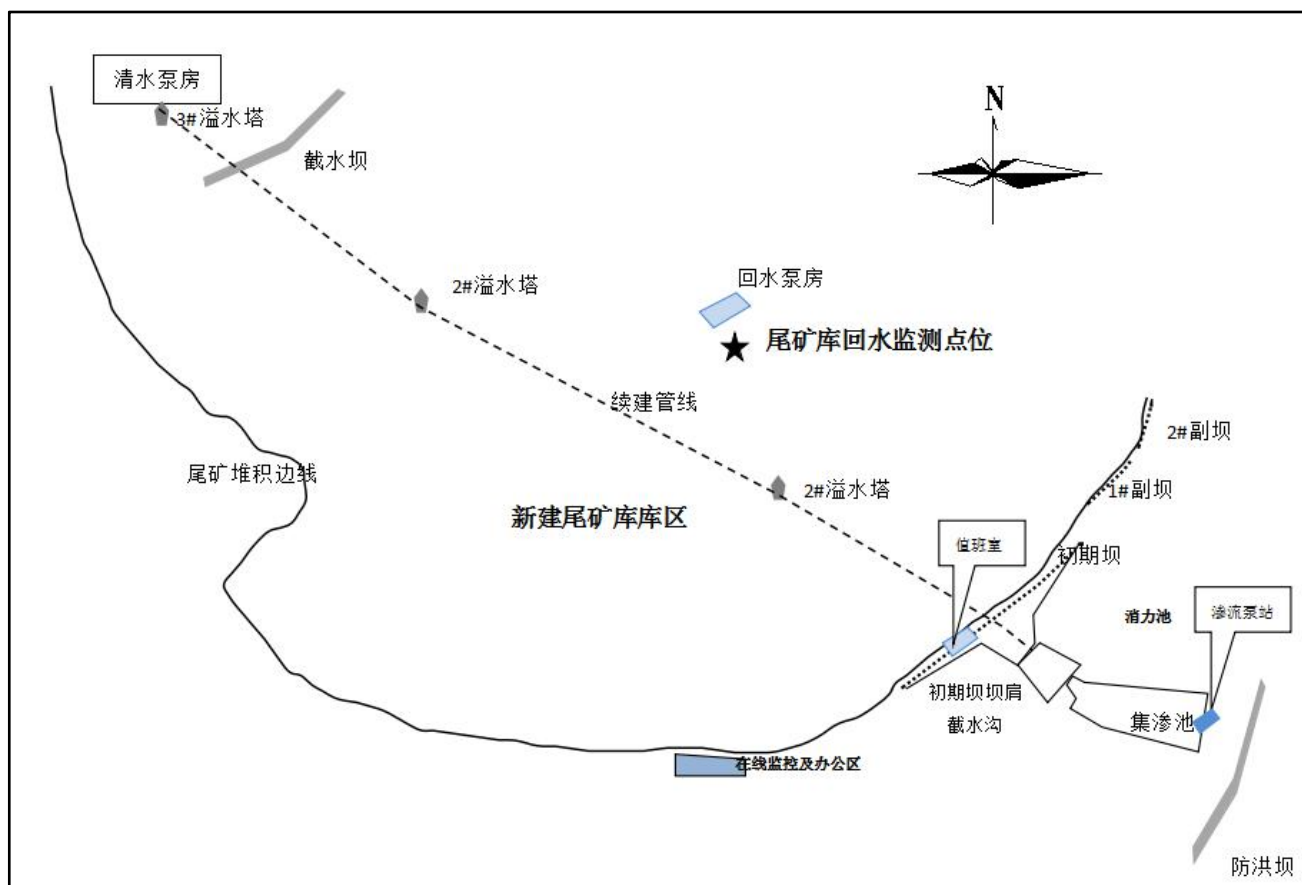 清水泵房
3#溢水塔
截水坝
N
2#溢水塔
回水泵房
尾矿库回水监测点位
续建管线
2#副坝
尾矿堆积边线
2#溢水塔
1#副坝
新建尾矿库库区
值班室
初期坝
消力池
渗流泵站
初期坝坝肩
截水沟
集渗池
在线监控及办公区
防洪坝